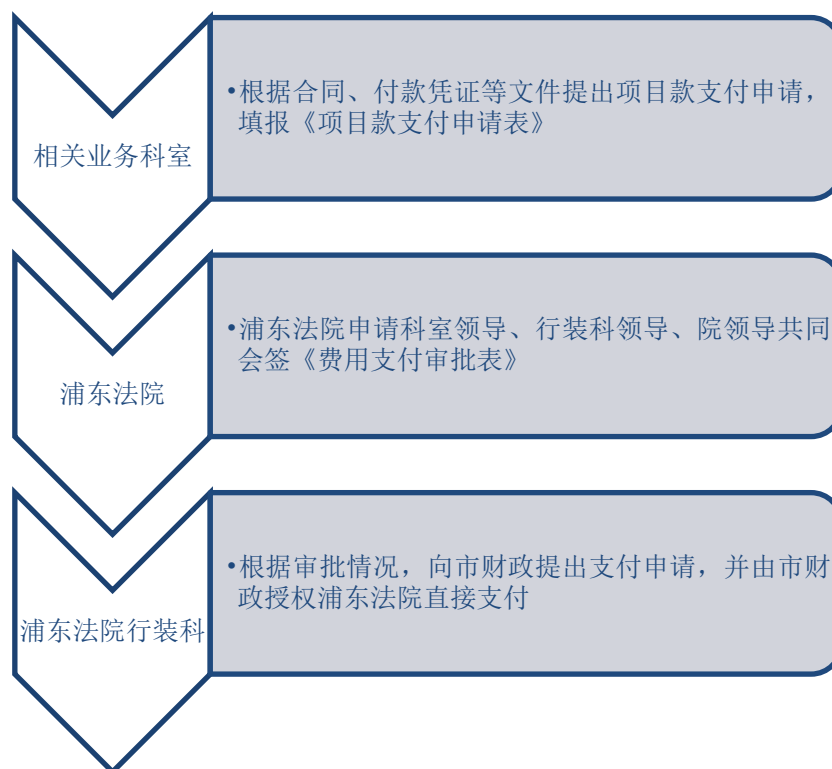 相关业务科室
•根据合同、付款凭证等文件提出项目款支付申请，
填报《项目款支付申请表》
浦东法院
•浦东法院申请科室领导、行装科领导、院领导共同
会签《费用支付审批表》
浦东法院行装科
•根据审批情况，向市财政提出支付申请，并由市财
政授权浦东法院直接支付